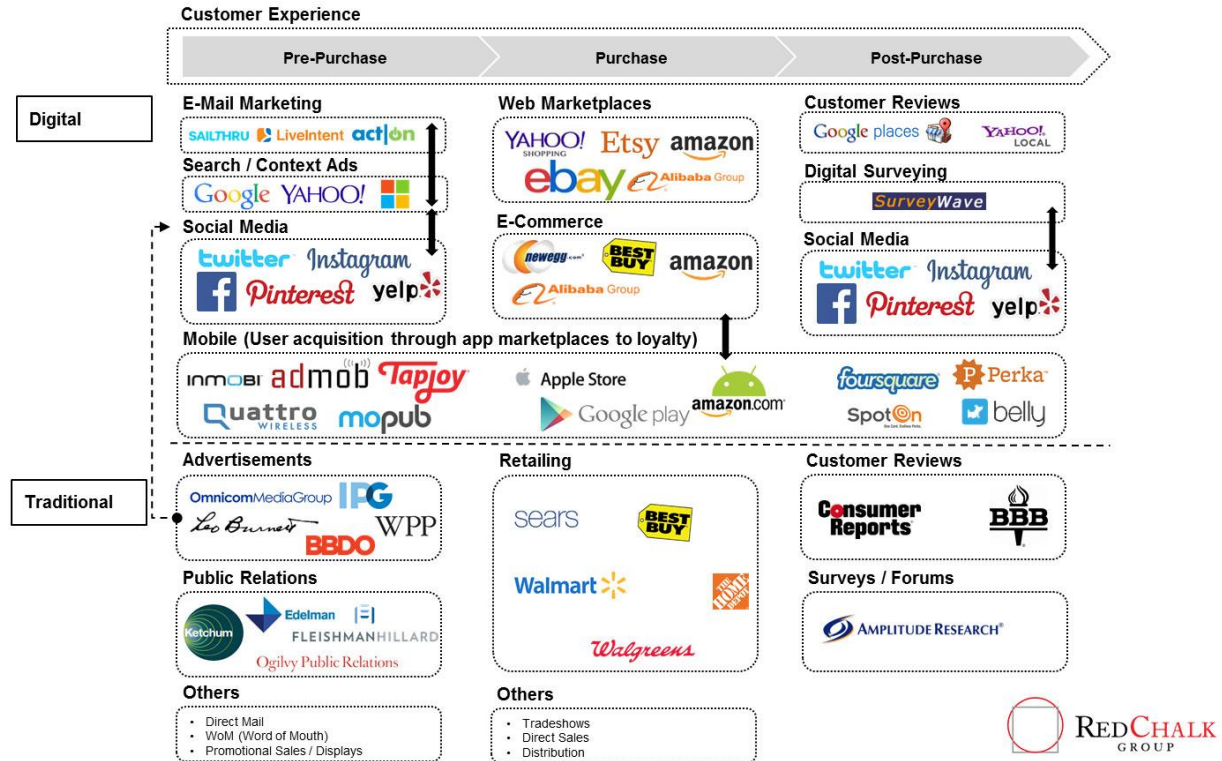 Customer Experience
Pre-Purchase
Purchase
Post-Purchase
Digital
E-Mail Marketing
SAILTHRU LiveIntent action
Search / Context Ads
Google YAHOO!
Social Media
twitter Instagram
f Pinterest yelp
Web Marketplaces
YAHOO! SHOPPING Etsy amazon
ebay Alibaba Group
E-Commerce
newegg.com BEST BUY amazon
Alibaba Group
Customer Reviews
Google places YAHOO! LOCAL
Digital Surveying
SurveyWave
Social Media
twitter Instagram
f Pinterest yelp
Mobile (User acquisition through app marketplaces to loyalty)
INMOBI admob Tapjoy
QUATTRO WIRELESS mopub
Apple Store
Google play
amazon.com
foursquare Perka™
SpotOn
belly
Traditional
Advertisements
OmnicomMediaGroup IPG
Leo Burnett WPP
BBDO
Public Relations
Ketchum Edelman
FLEISHMANHILLARD
Ogilvy Public Relations
Others
• Direct Mail
• WoM (Word of Mouth)
• Promotional Sales / Displays
Retailing
sears BEST BUY
Walmart THE HOME DEPOT
Walgreens
Others
• Tradeshows
• Direct Sales
• Distribution
Customer Reviews
Consumer Reports BBB
Surveys / Forums
AMPLITUDE RESEARCH®
REDCHALK
GROUP